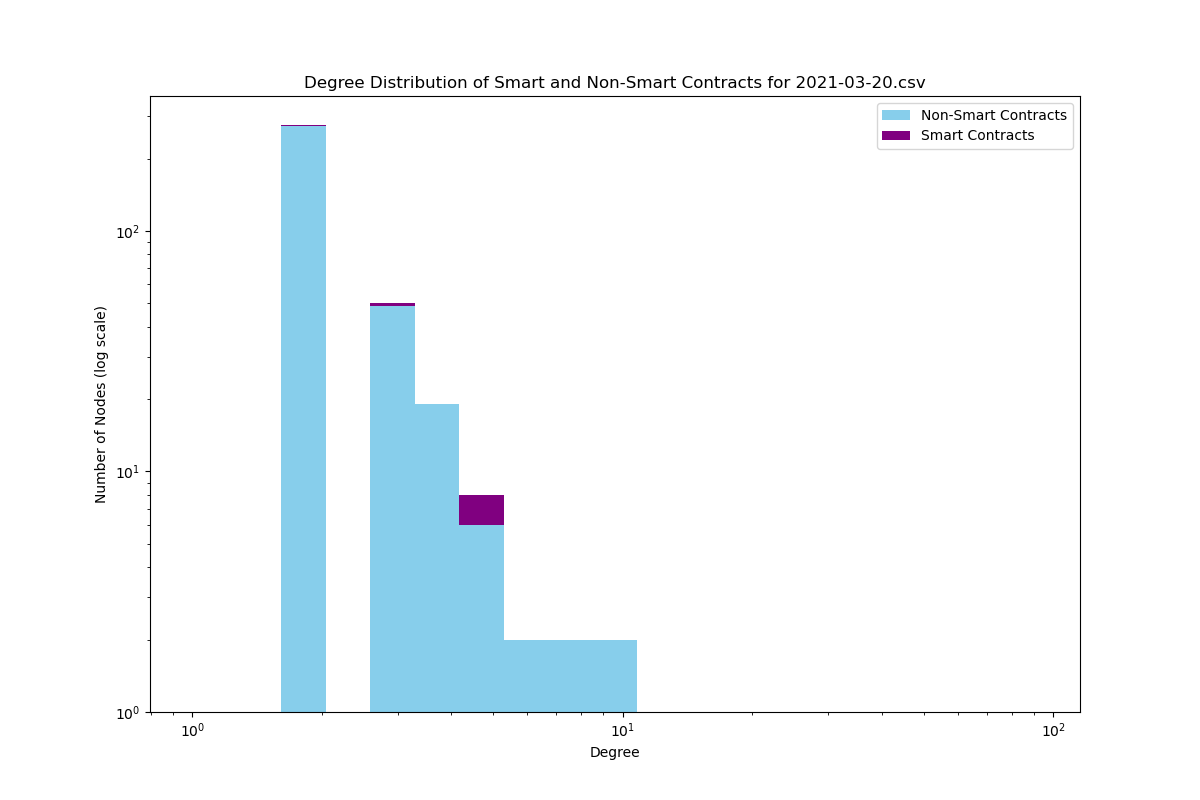 Degree Distribution of Smart and Non-Smart Contracts for 2021-03-20.csv
Non-Smart Contracts
Smart Contracts
Number of Nodes (log scale)
10²
10¹
10⁰
10⁰ 10¹ 10²
Degree